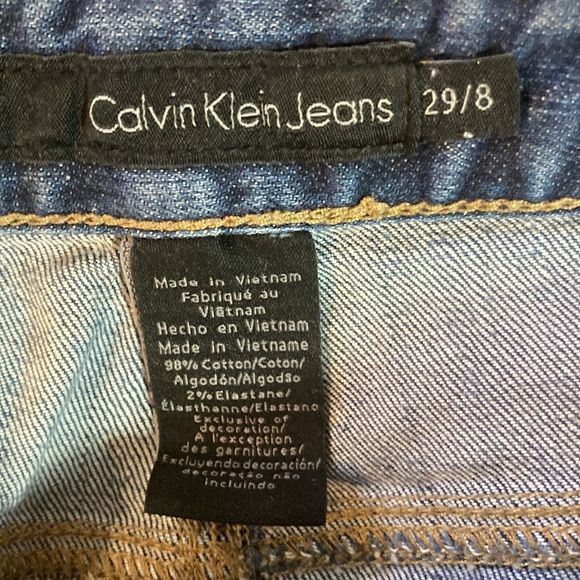 Calvin Klein Jeans
29/8
Made in Vietnam
Fabriqué au
Viêtnam
Hecho en Vietnam
Made in Vietname
98% Cotton/Coton/
Algodón/Algodão
2% Elastane/
Élasthanne/Elastano
Exclusive of
decoration/
À l'exception
des garnitures/
Excluyendo decoración/
decoração não
incluindo